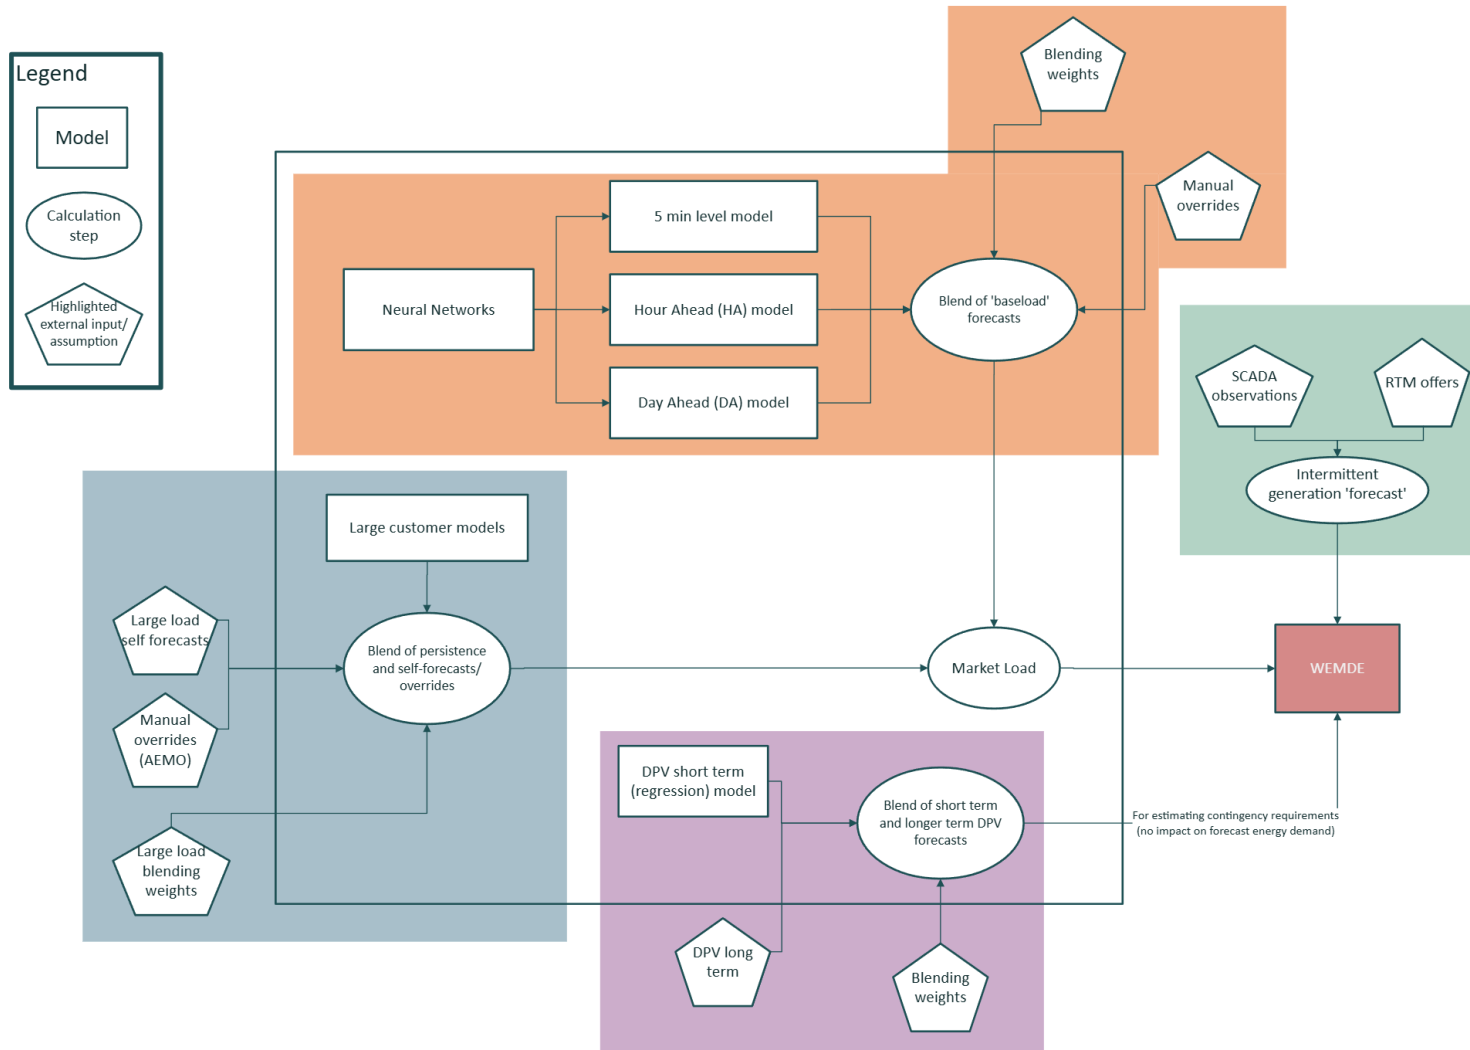 Legend
Model
Calculation
step
Highlighted
external input/
assumption
Blending
weights
Manual
overrides
5 min level model
Neural Networks
Hour Ahead (HA) model
Day Ahead (DA) model
Blend of 'baseload'
forecasts
SCADA
observations
RTM offers
Intermittent
generation 'forecast'
Large customer models
Large load
self forecasts
Manual
overrides
(AEMO)
Large load
blending
weights
Blend of persistence
and self-forecasts/
overrides
Market Load
WEMDE
DPV short term
(regression) model
Blend of short term
and longer term DPV
forecasts
For estimating contingency requirements
(no impact on forecast energy demand)
DPV long
term
Blending
weights